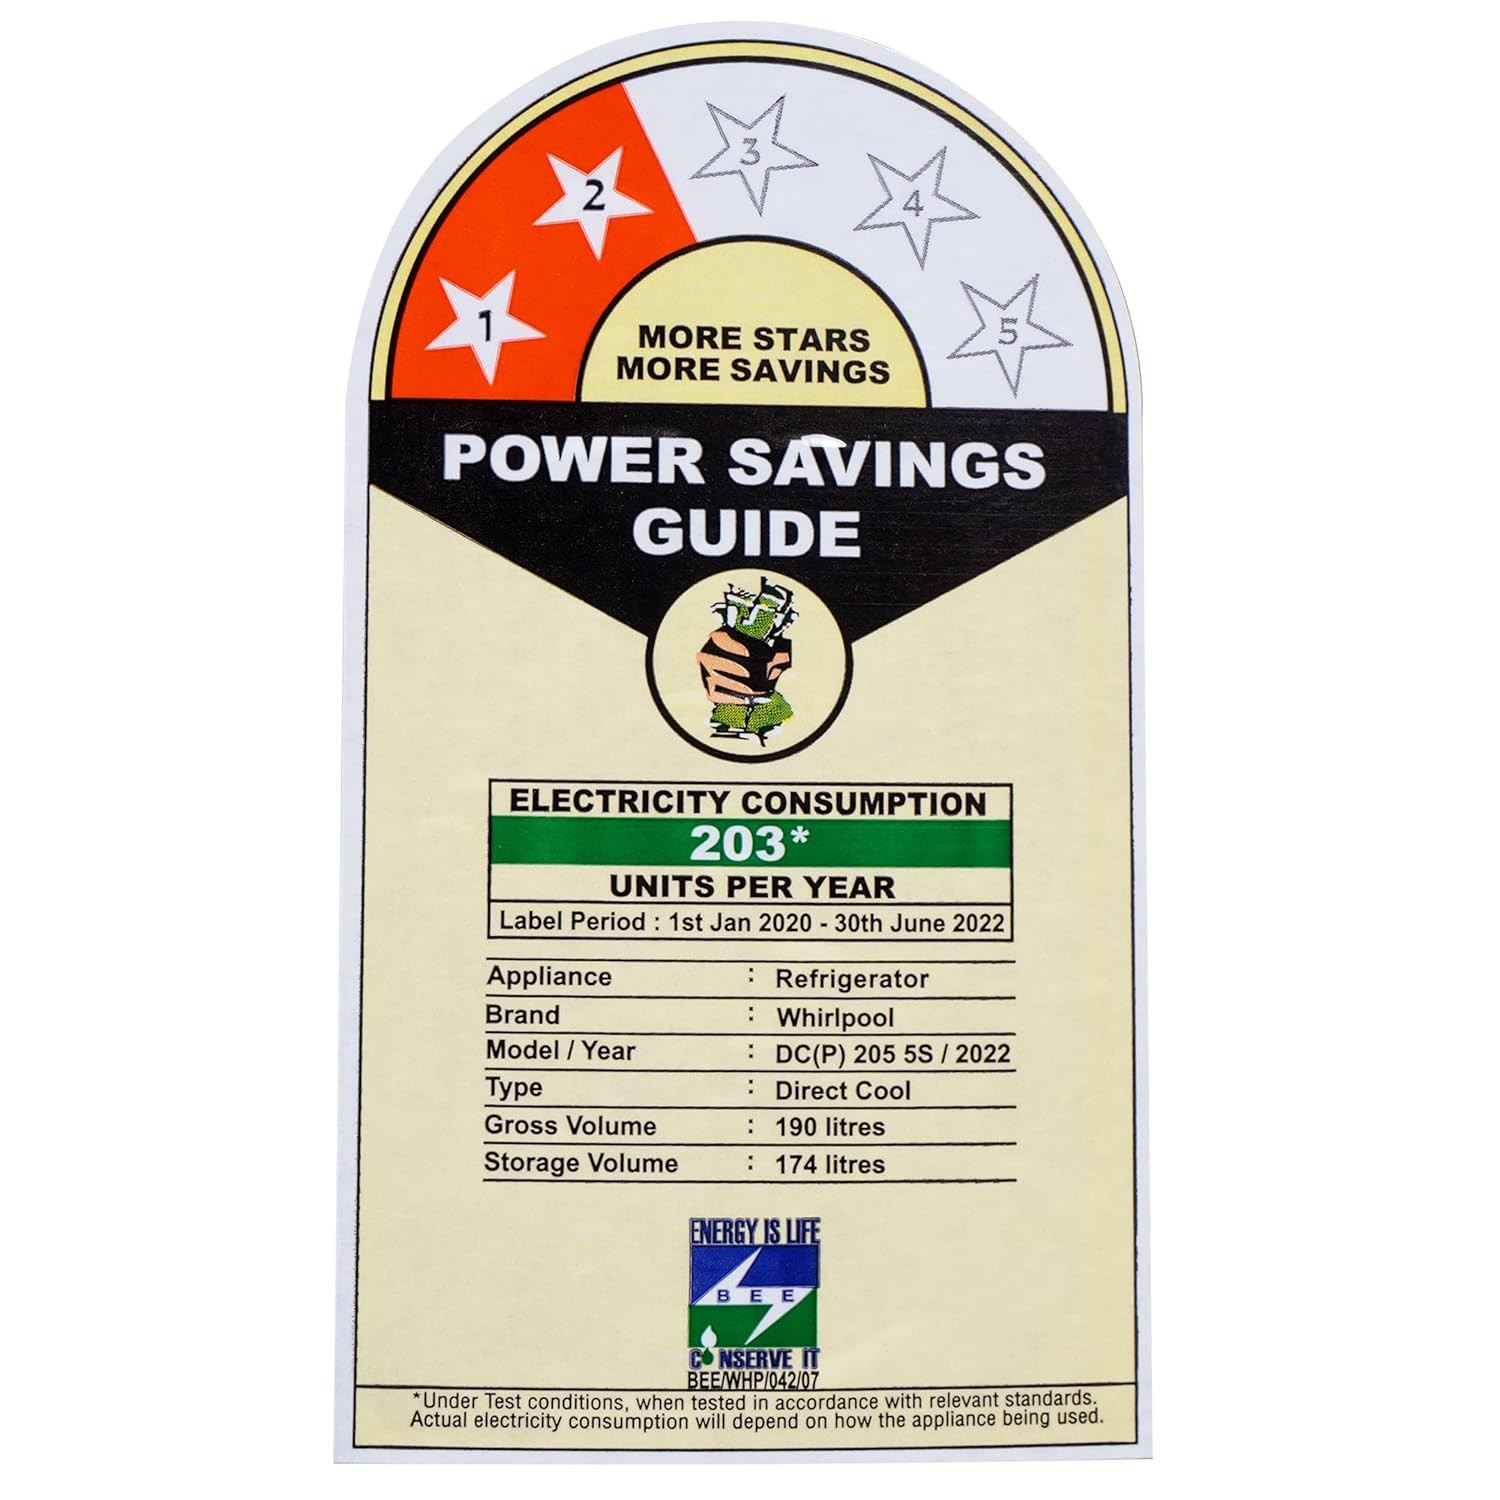 1
2
3
4
5
MORE STARS
MORE SAVINGS
POWER SAVINGS
GUIDE
ELECTRICITY CONSUMPTION
203*
UNITS PER YEAR
Label Period : 1st Jan 2020 - 30th June 2022
Appliance : Refrigerator
Brand : Whirlpool
Model / Year : DC(P) 205 5S / 2022
Type : Direct Cool
Gross Volume : 190 litres
Storage Volume : 174 litres
ENERGY IS LIFE
BEE
CONSERVE IT
BEE/WHP/042/07
*Under Test conditions, when tested in accordance with relevant standards.
Actual electricity consumption will depend on how the appliance being used.